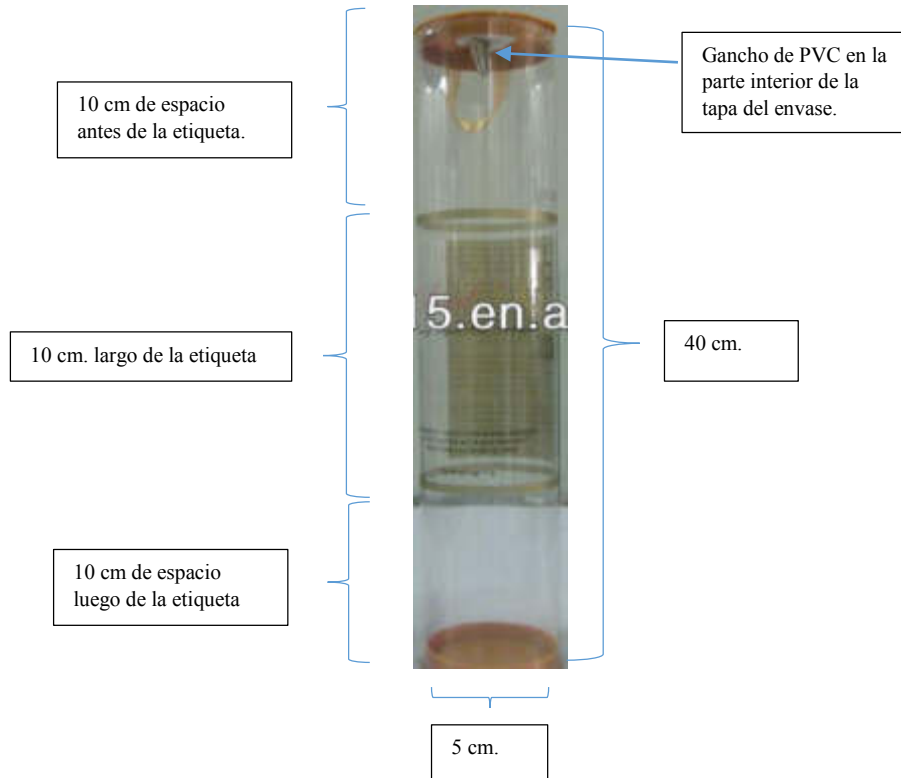 Gancho de PVC en la
parte interior de la
tapa del envase.
10 cm de espacio
antes de la etiqueta.
15.en.a
10 cm. largo de la etiqueta
40 cm.
10 cm de espacio
luego de la etiqueta
5 cm.